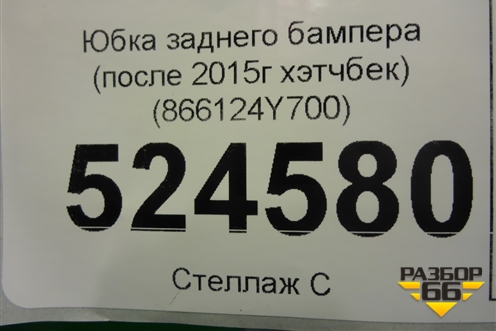 Юбка заднего бампера
(после 2015г хэтчбек)
(866124Y700)
524580
Стеллаж С
РАЗБОР
66